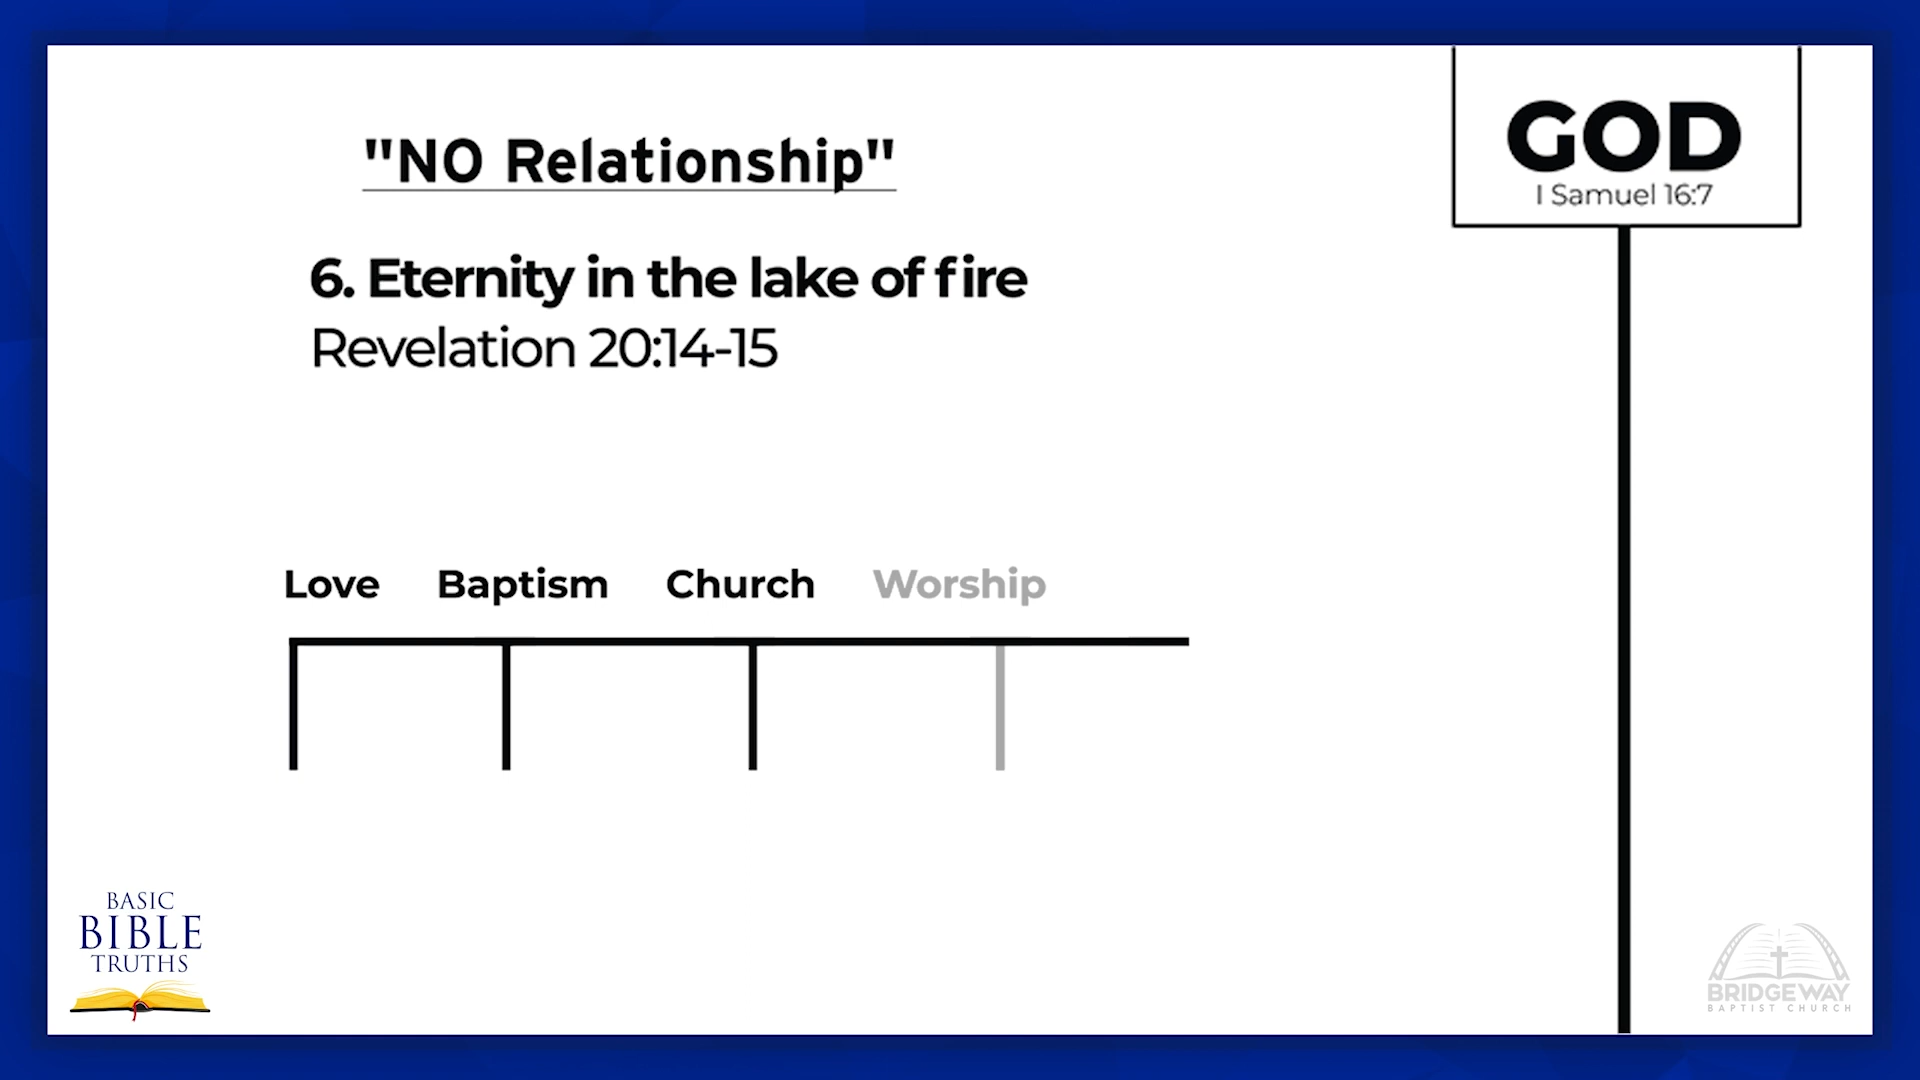 "NO Relationship"
GOD
I Samuel 16:7
6. Eternity in the lake of fire
Revelation 20:14-15
Love Baptism Church Worship
BASIC
BIBLE
TRUTHS
BRIDGEWAY
BAPTIST CHURCH